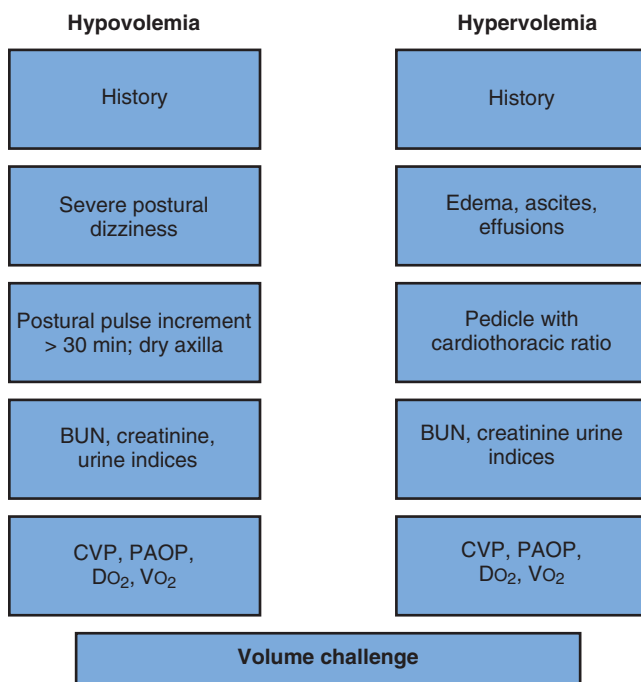 Hypovolemia
History
Severe postural
dizziness
Postural pulse increment
> 30 min; dry axilla
BUN, creatinine,
urine indices
CVP, PAOP,
DO₂, VO₂
Hypervolemia
History
Edema, ascites,
effusions
Pedicle with
cardiothoracic ratio
BUN, creatinine urine
indices
CVP, PAOP,
DO₂, VO₂
Volume challenge